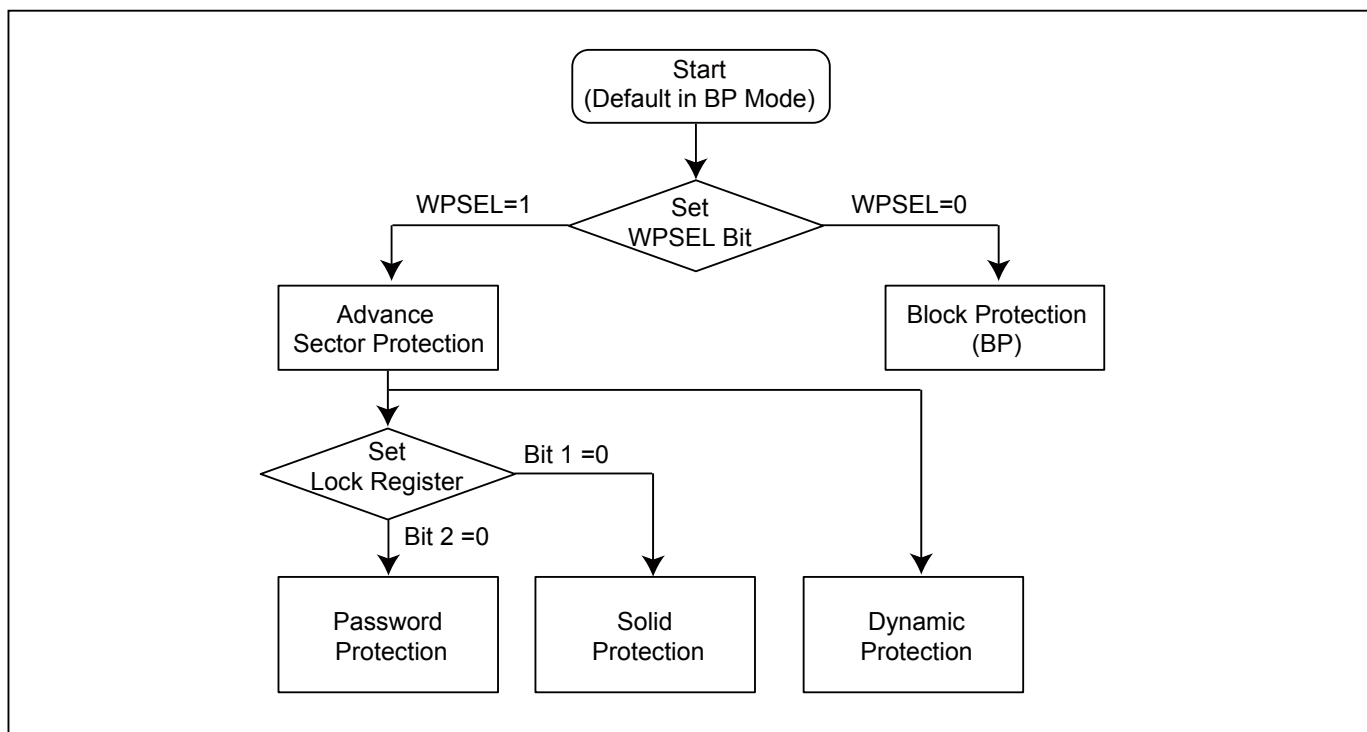 Start
(Default in BP Mode)
WPSEL=1
Set
WPSEL Bit
WPSEL=0
Advance
Sector Protection
Block Protection
(BP)
Set
Lock Register
Bit 1 =0
Bit 2 =0
Password
Protection
Solid
Protection
Dynamic
Protection